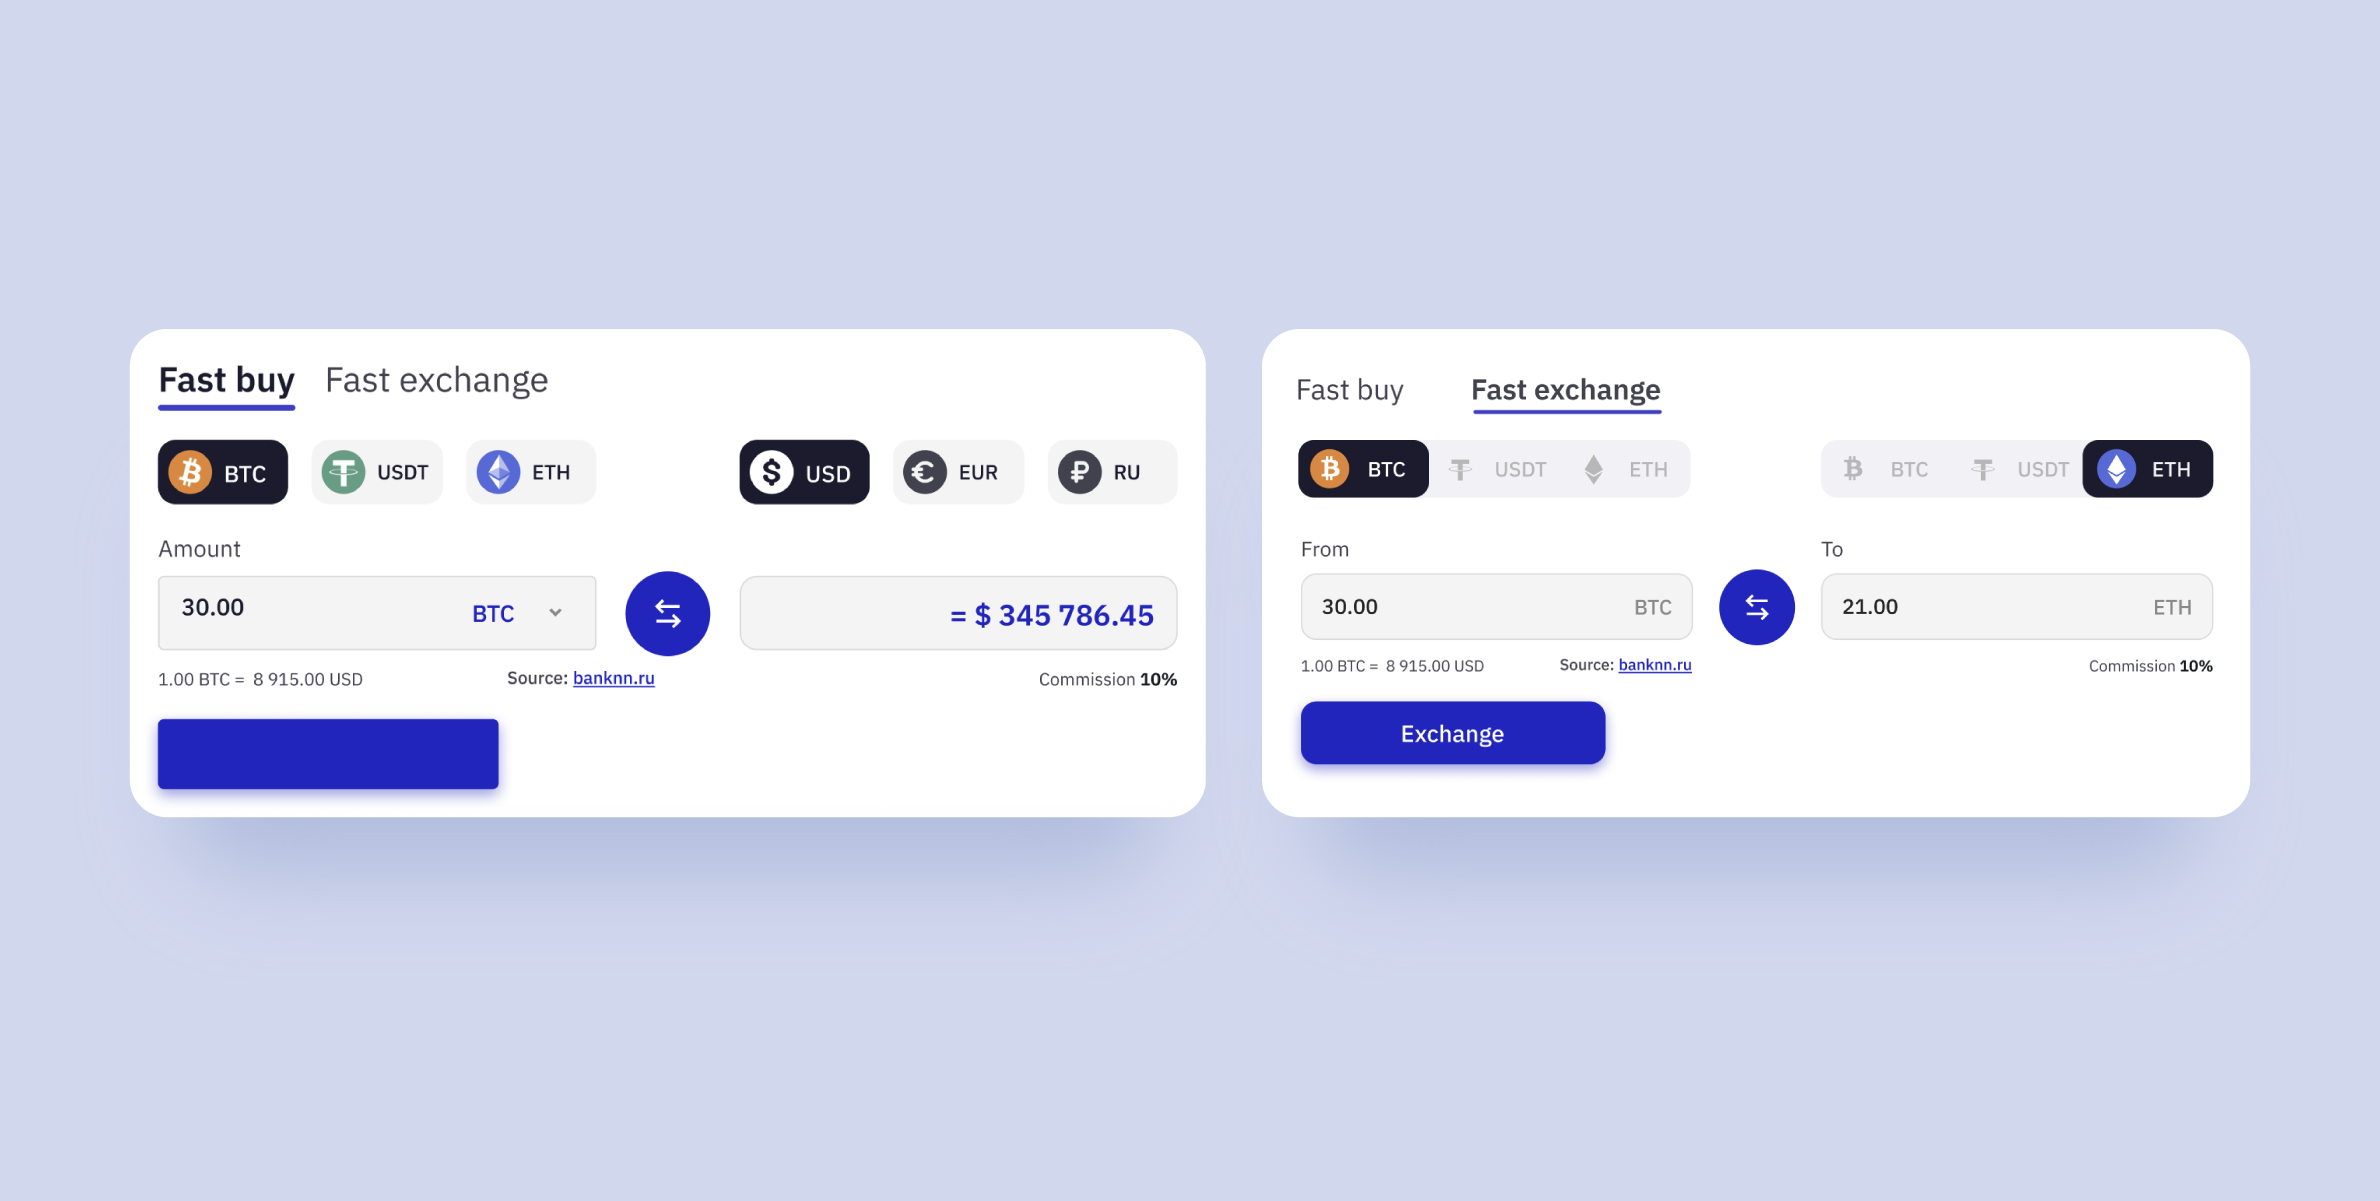 Fast buy Fast exchange
BTC USDT ETH USD EUR RU
Amount
30.00 BTC = $ 345 786.45
1.00 BTC = 8 915.00 USD Source: banknn.ru Commission 10%
Fast buy Fast exchange
BTC USDT ETH BTC USDT ETH
From To
30.00 BTC 21.00 ETH
1.00 BTC = 8 915.00 USD Source: banknn.ru Commission 10%
Exchange